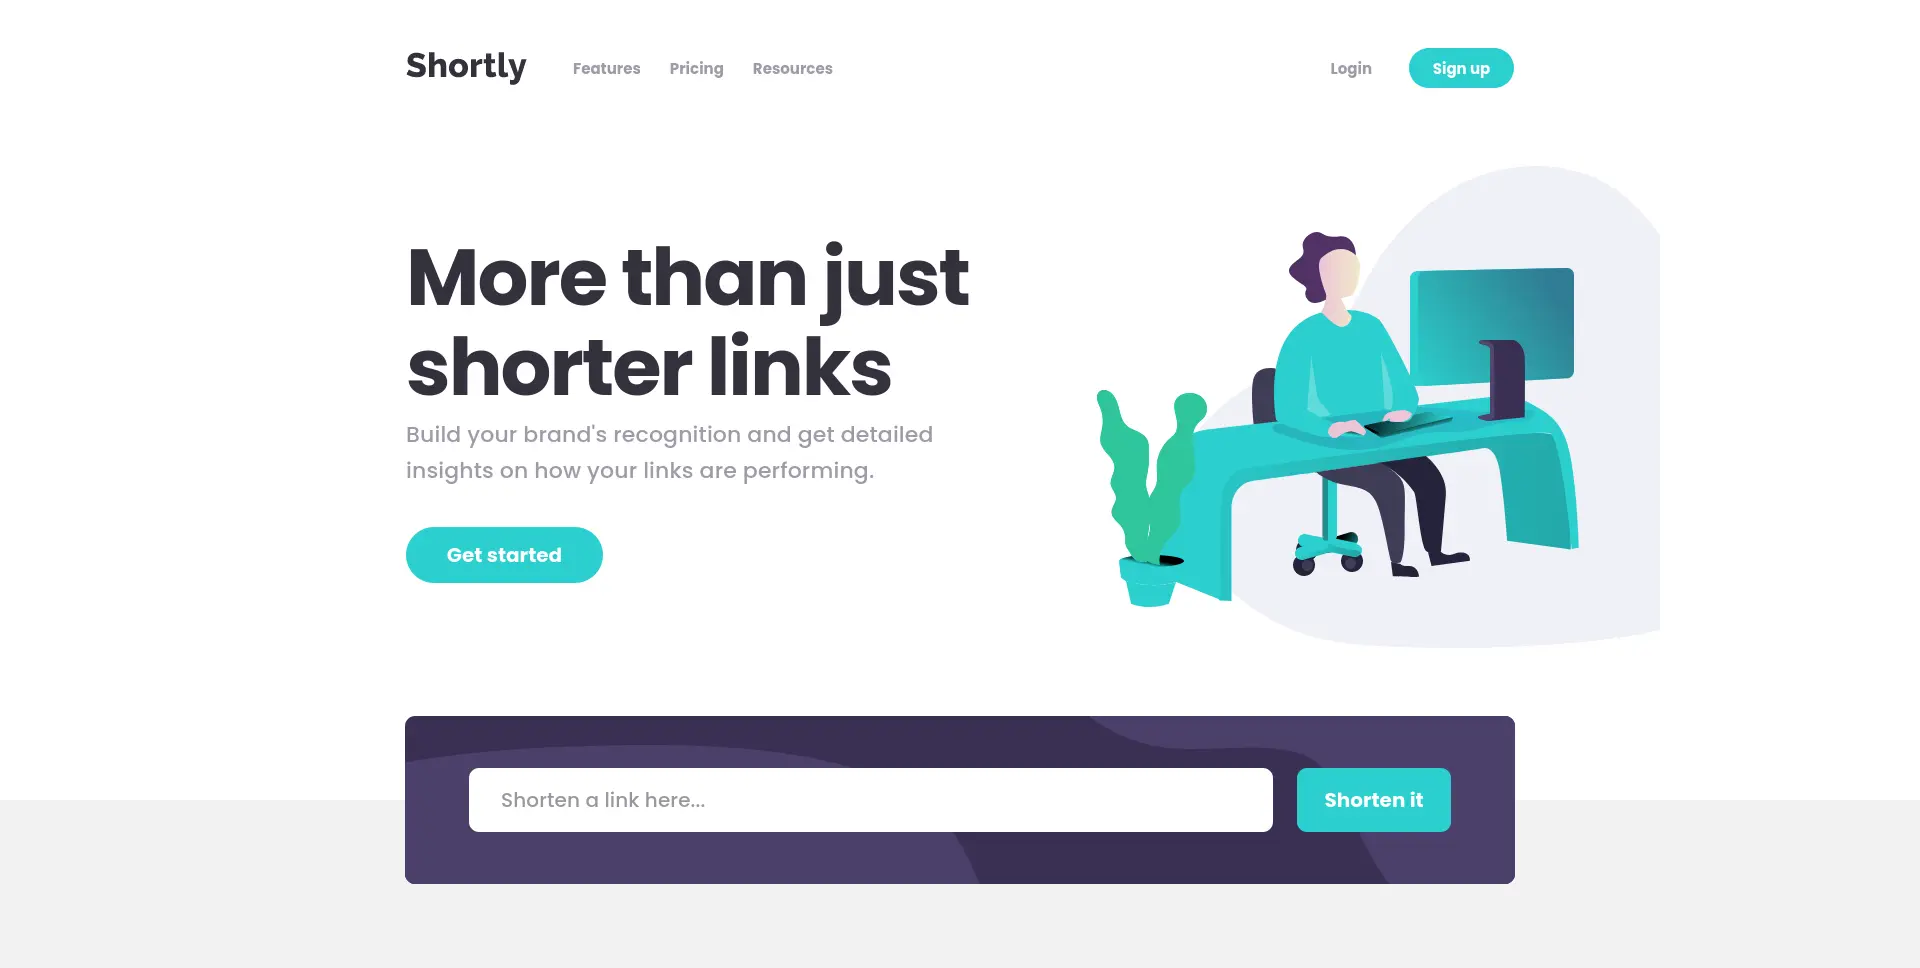 Shortly
Features
Pricing
Resources
Login
Sign up
More than just
shorter links
Build your brand's recognition and get detailed
insights on how your links are performing.
Get started
Shorten a link here...
Shorten it